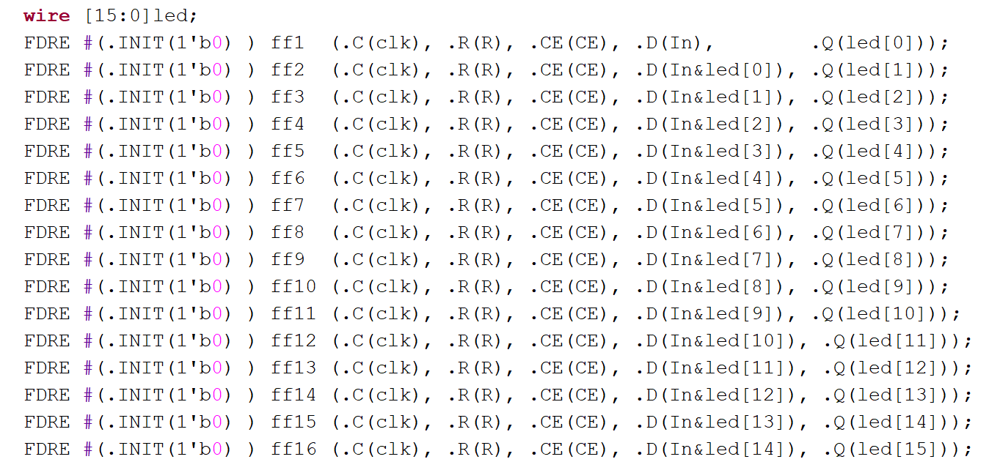 wire [15:0]led;
FDRE #(.INIT(1'b0) ) ff1  (.C(clk), .R(R), .CE(CE), .D(In),        .Q(led[0]));
FDRE #(.INIT(1'b0) ) ff2  (.C(clk), .R(R), .CE(CE), .D(In&led[0]), .Q(led[1]));
FDRE #(.INIT(1'b0) ) ff3  (.C(clk), .R(R), .CE(CE), .D(In&led[1]), .Q(led[2]));
FDRE #(.INIT(1'b0) ) ff4  (.C(clk), .R(R), .CE(CE), .D(In&led[2]), .Q(led[3]));
FDRE #(.INIT(1'b0) ) ff5  (.C(clk), .R(R), .CE(CE), .D(In&led[3]), .Q(led[4]));
FDRE #(.INIT(1'b0) ) ff6  (.C(clk), .R(R), .CE(CE), .D(In&led[4]), .Q(led[5]));
FDRE #(.INIT(1'b0) ) ff7  (.C(clk), .R(R), .CE(CE), .D(In&led[5]), .Q(led[6]));
FDRE #(.INIT(1'b0) ) ff8  (.C(clk), .R(R), .CE(CE), .D(In&led[6]), .Q(led[7]));
FDRE #(.INIT(1'b0) ) ff9  (.C(clk), .R(R), .CE(CE), .D(In&led[7]), .Q(led[8]));
FDRE #(.INIT(1'b0) ) ff10 (.C(clk), .R(R), .CE(CE), .D(In&led[8]), .Q(led[9]));
FDRE #(.INIT(1'b0) ) ff11 (.C(clk), .R(R), .CE(CE), .D(In&led[9]), .Q(led[10]));
FDRE #(.INIT(1'b0) ) ff12 (.C(clk), .R(R), .CE(CE), .D(In&led[10]), .Q(led[11]));
FDRE #(.INIT(1'b0) ) ff13 (.C(clk), .R(R), .CE(CE), .D(In&led[11]), .Q(led[12]));
FDRE #(.INIT(1'b0) ) ff14 (.C(clk), .R(R), .CE(CE), .D(In&led[12]), .Q(led[13]));
FDRE #(.INIT(1'b0) ) ff15 (.C(clk), .R(R), .CE(CE), .D(In&led[13]), .Q(led[14]));
FDRE #(.INIT(1'b0) ) ff16 (.C(clk), .R(R), .CE(CE), .D(In&led[14]), .Q(led[15]));